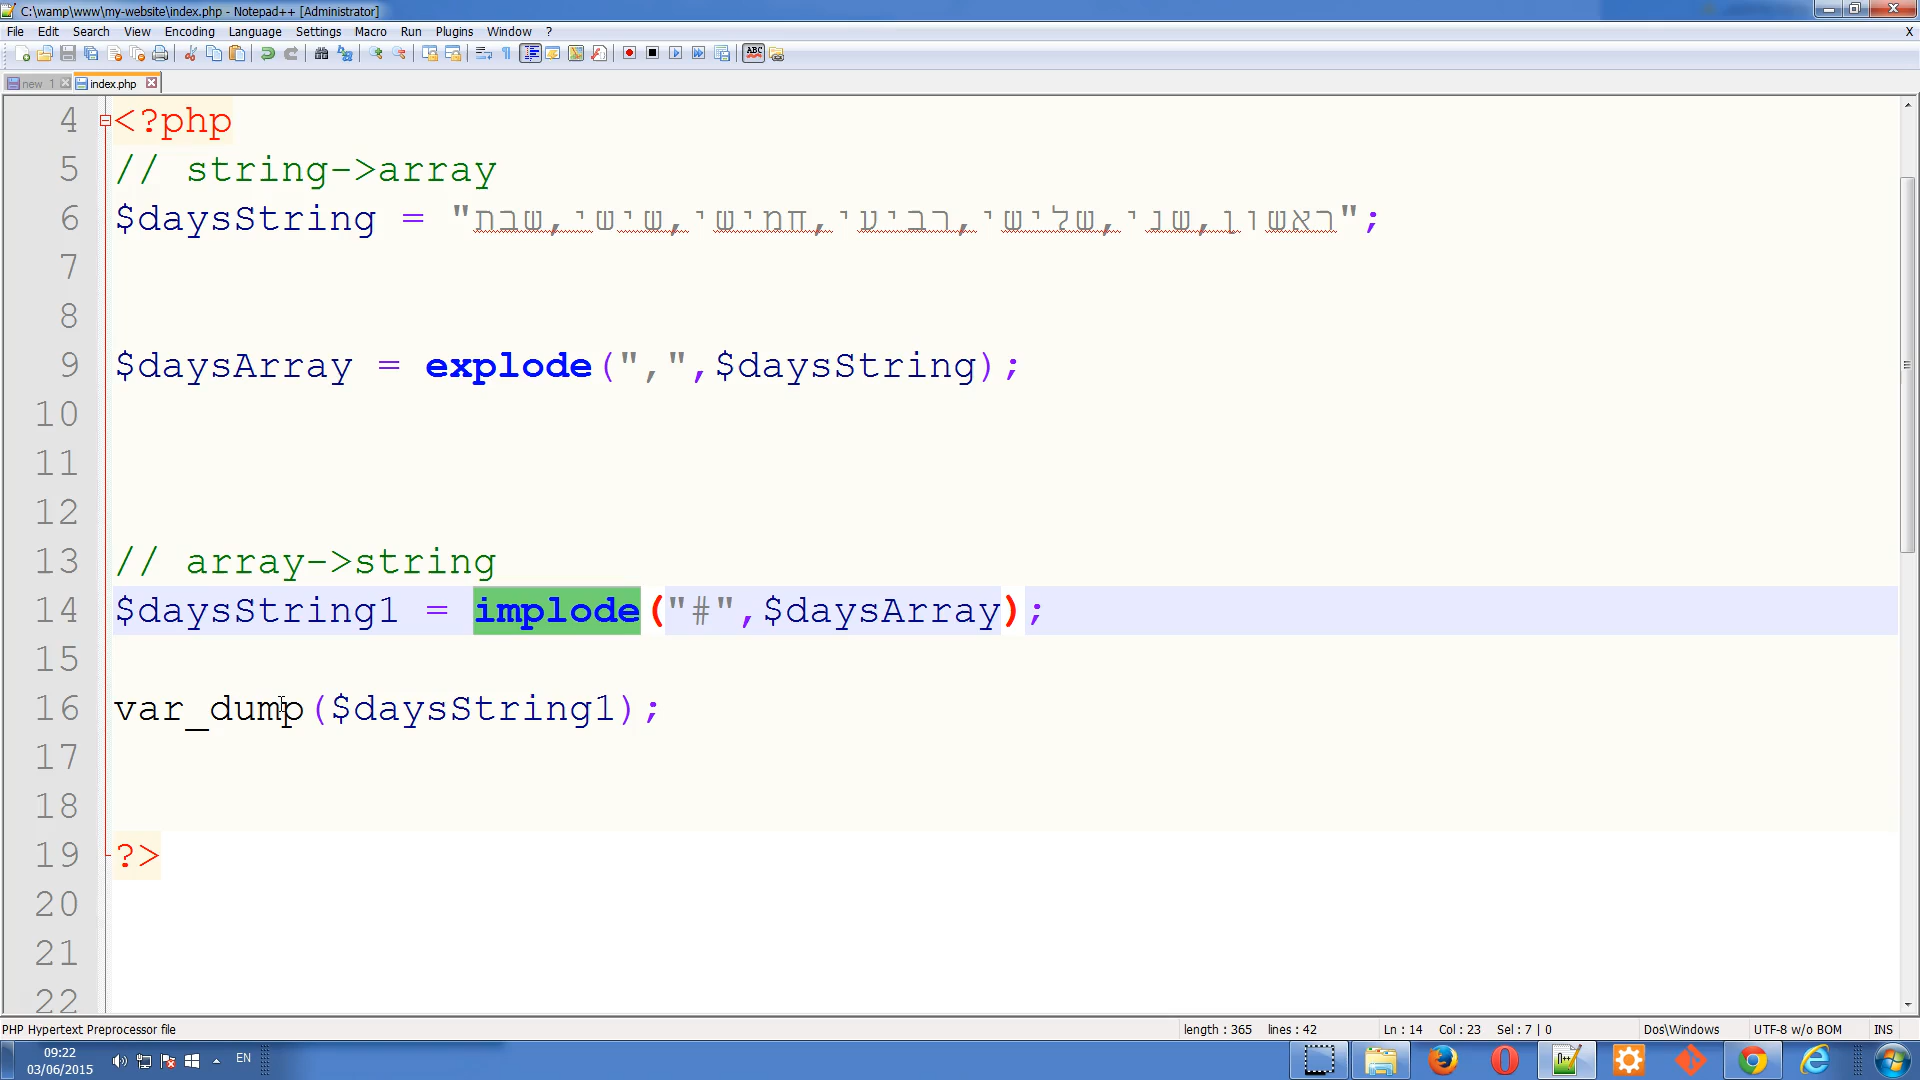 C:\wamp\www\my-website\index.php - Notepad++ [Administrator]
File Edit Search View Encoding Language Settings Macro Run Plugins Window ? X
new 1 index.php
4 <?php
5 // string->array
6 $daysString = "ראשון,שני,שלישי,רביעי,חמישי,שישי,שבת";
7
8
9 $daysArray = explode(",",$daysString);
10
11
12
13 // array->string
14 $daysString1 = implode("#",$daysArray);
15
16 var_dump($daysString1);
17
18
19 ?>
20
21
22
PHP Hypertext Preprocessor file length : 365 lines : 42 Ln : 14 Col : 23 Sel : 7 | 0 Dos\Windows UTF-8 w/o BOM INS
09:22 EN
03/06/2015